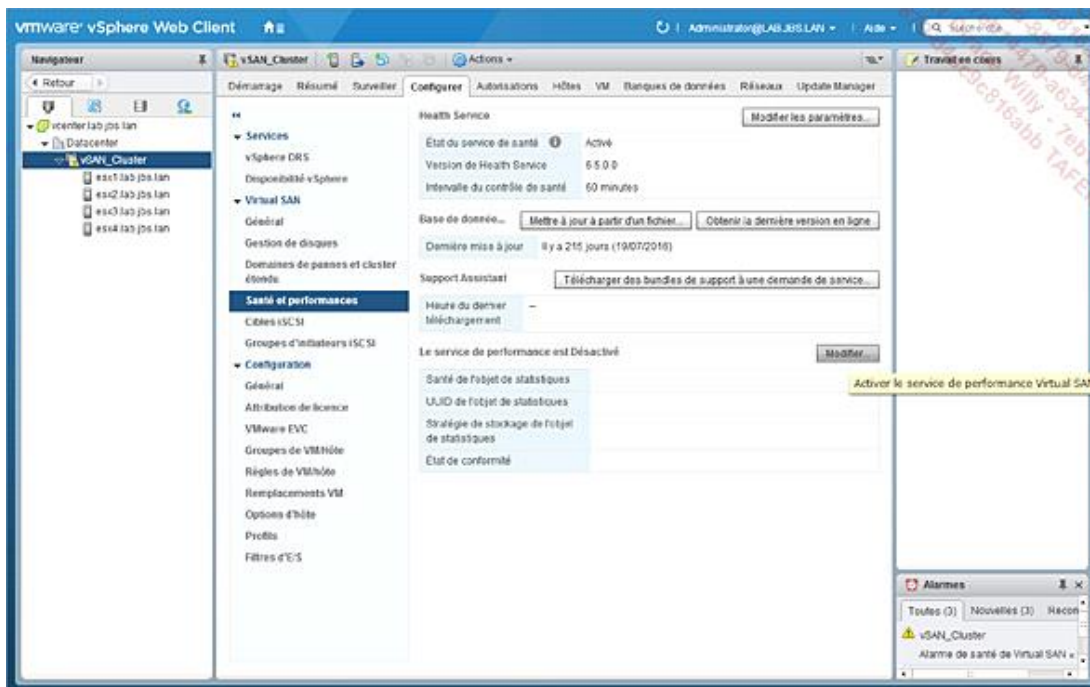 vmware® vSphere Web Client
Administrator@LAB.JBS.LAN
Aide
Navigateur
Retour
vcenter.lab.jbs.lan
Datacenter
vSAN_Cluster
esx1.lab.jbs.lan
esx2.lab.jbs.lan
esx3.lab.jbs.lan
esx4.lab.jbs.lan
vSAN_Cluster
Actions
Démarrage Résumé Surveiller Configurer Autorisations Hôtes VM Banques de données Réseaux Update Manager
Services
vSphere DRS
Disponibilité vSphere
Virtual SAN
Général
Gestion de disques
Domaines de pannes et cluster
étendu
Santé et performances
Cibles iSCSI
Groupes d'initiateurs iSCSI
Configuration
Général
Attribution de licence
VMware EVC
Groupes de VM/hôte
Règles de VM/hôte
Remplacements VM
Options d'hôte
Profils
Filtres d'E/S
Health Service
Modifier les paramètres...
État du service de santé Activé
Version de Health Service 6.5.0.0
Intervalle du contrôle de santé 60 minutes
Base de donnée... Mettre à jour à partir d'un fichier... Obtenir la dernière version en ligne
Dernière mise à jour Il y a 215 jours (19/07/2016)
Support Assistant Télécharger des bundles de support à une demande de service...
Heure du dernier
téléchargement --
Le service de performance est Désactivé Modifier...
Activer le service de performance Virtual SA
Santé de l'objet de statistiques
UUID de l'objet de statistiques
Stratégie de stockage de l'objet
de statistiques
État de conformité
Travail en cours
Alarmes
Toutes (3) Nouvelles (3) Recon
vSAN_Cluster
Alarme de santé de Virtual SAN «